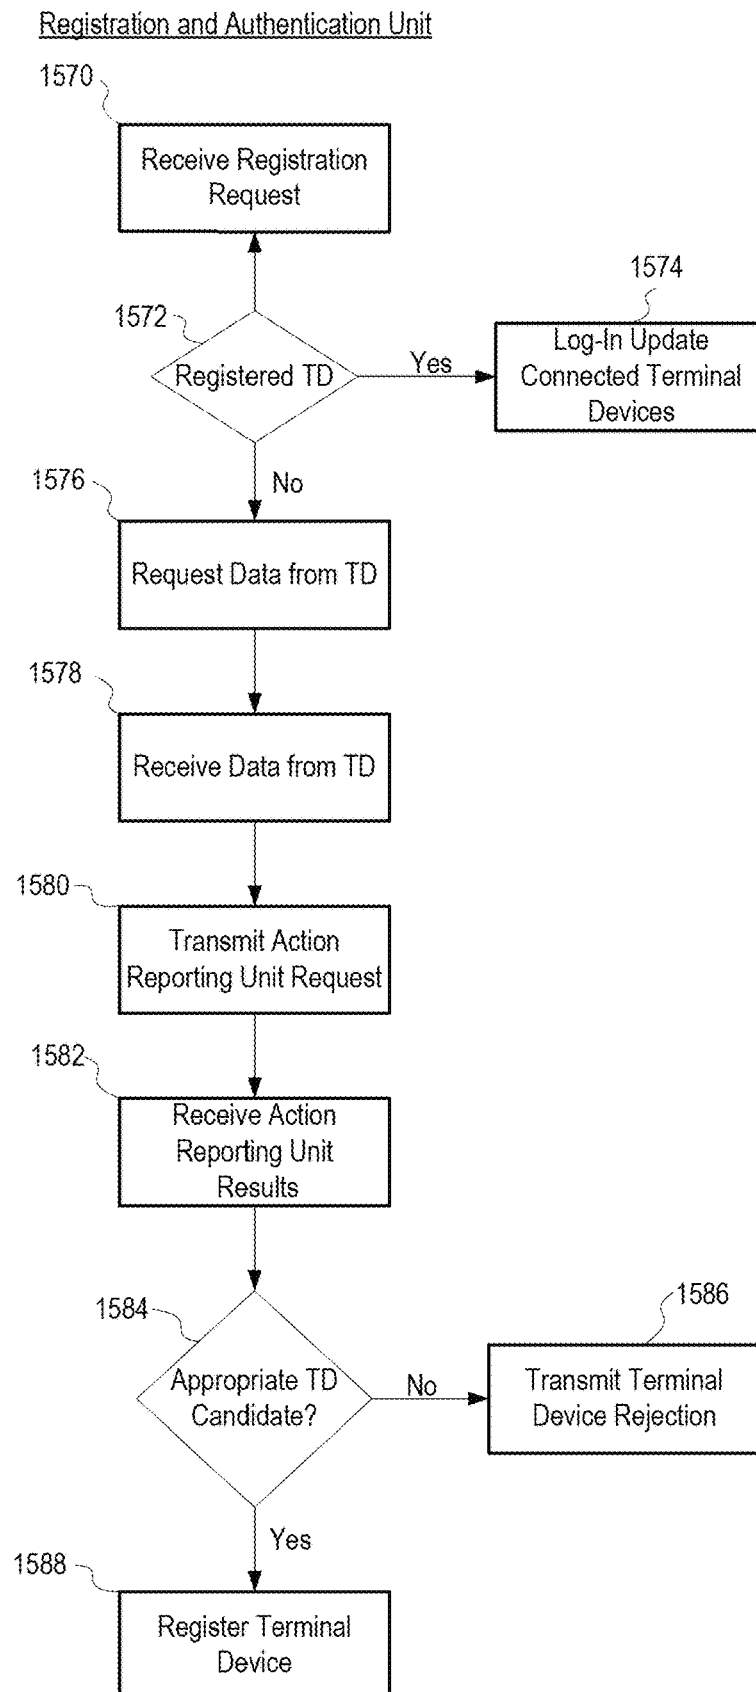 Registration and Authentication Unit
1570
Receive Registration
Request
1574
1572
Log-In Update
Connected Terminal
Devices
Registered TD
Yes
1576
No
Request Data from TD
1578
Receive Data from TD
1580
Transmit Action
Reporting Unit Request
1582
Receive Action
Reporting Unit
Results
1586
1584
Appropriate TD
Candidate?
No
Transmit Terminal
Device Rejection
Yes
1588
Register Terminal
Device